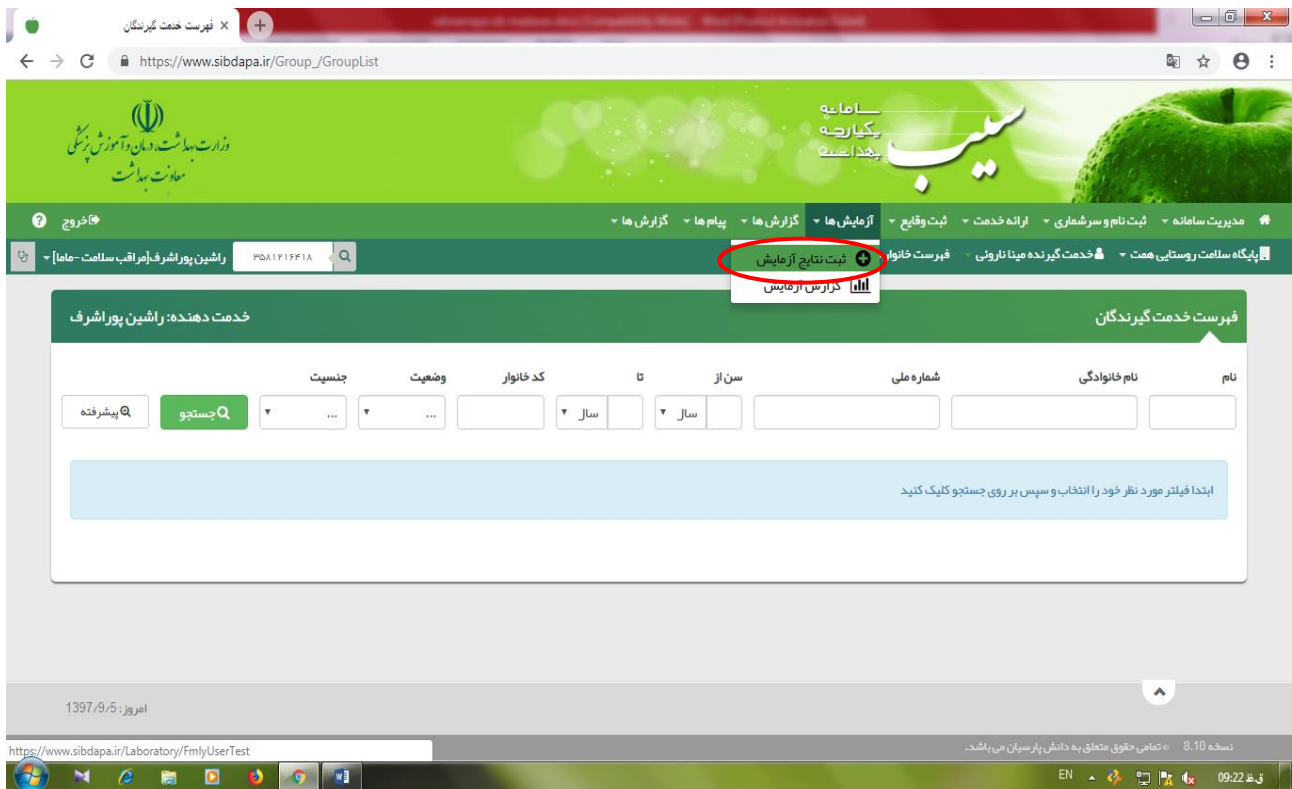 فهرست خدمت گیرندگان
https://www.sibdapa.ir/Group_/GroupList
وزارت بهداشت، درمان و آموزش پزشکی
معاونت بهداشت
سامانه
یکپارچه
بهداشت
سیب
مدیریت سامانه ثبت نام و سرشماری ارائه خدمت ثبت وقایع آزمایش ها گزارش ها پیام ها گزارش ها خروج
پایگاه سلامت روستایی همت خدمت گیرنده مینا نارونی فهرست خانوار ۳۵۸۱۲۱۶۴۱۸ راشین پور اشرف[مراقب سلامت -ماما]
ثبت نتایج آزمایش
گزارش آزمایش
فهرست خدمت گیرندگان
خدمت دهنده: راشین پور اشرف
نام نام خانوادگی شماره ملی سن از تا کد خانوار وضعیت جنسیت
سال سال ... ... جستجو پیشرفته
ابتدا فیلتر مورد نظر خود را انتخاب و سپس بر روی جستجو کلیک کنید
امروز: 1397/9/5
https://www.sibdapa.ir/Laboratory/FmlyUserTest
نسخه 8.10 © تمامی حقوق متعلق به دانش پارسیان می باشد.
EN 09:22 ق.ظ